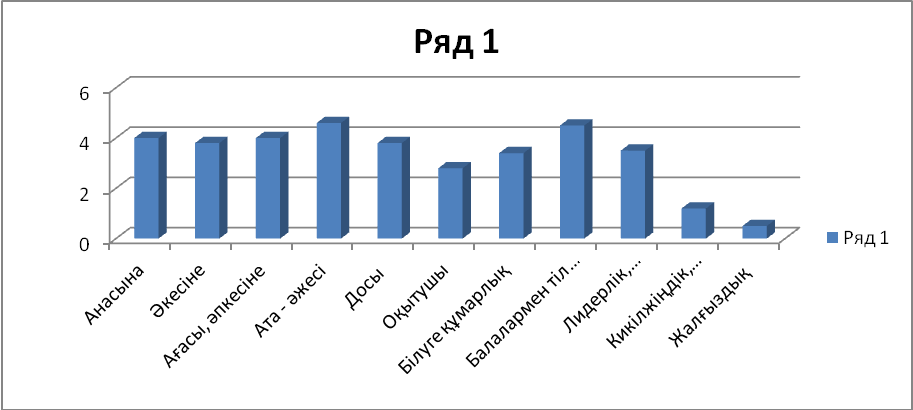 Ряд 1
6
4
2
0
Анасына
Әкесіне
Ағасы, әпкесіне
Ата - әжесі
Досы
Оқытушы
Білуге құмарлық
Балалармен тіл...
Лидерлік,...
Кикілжіңдік,...
Жалғыздық
Ряд 1